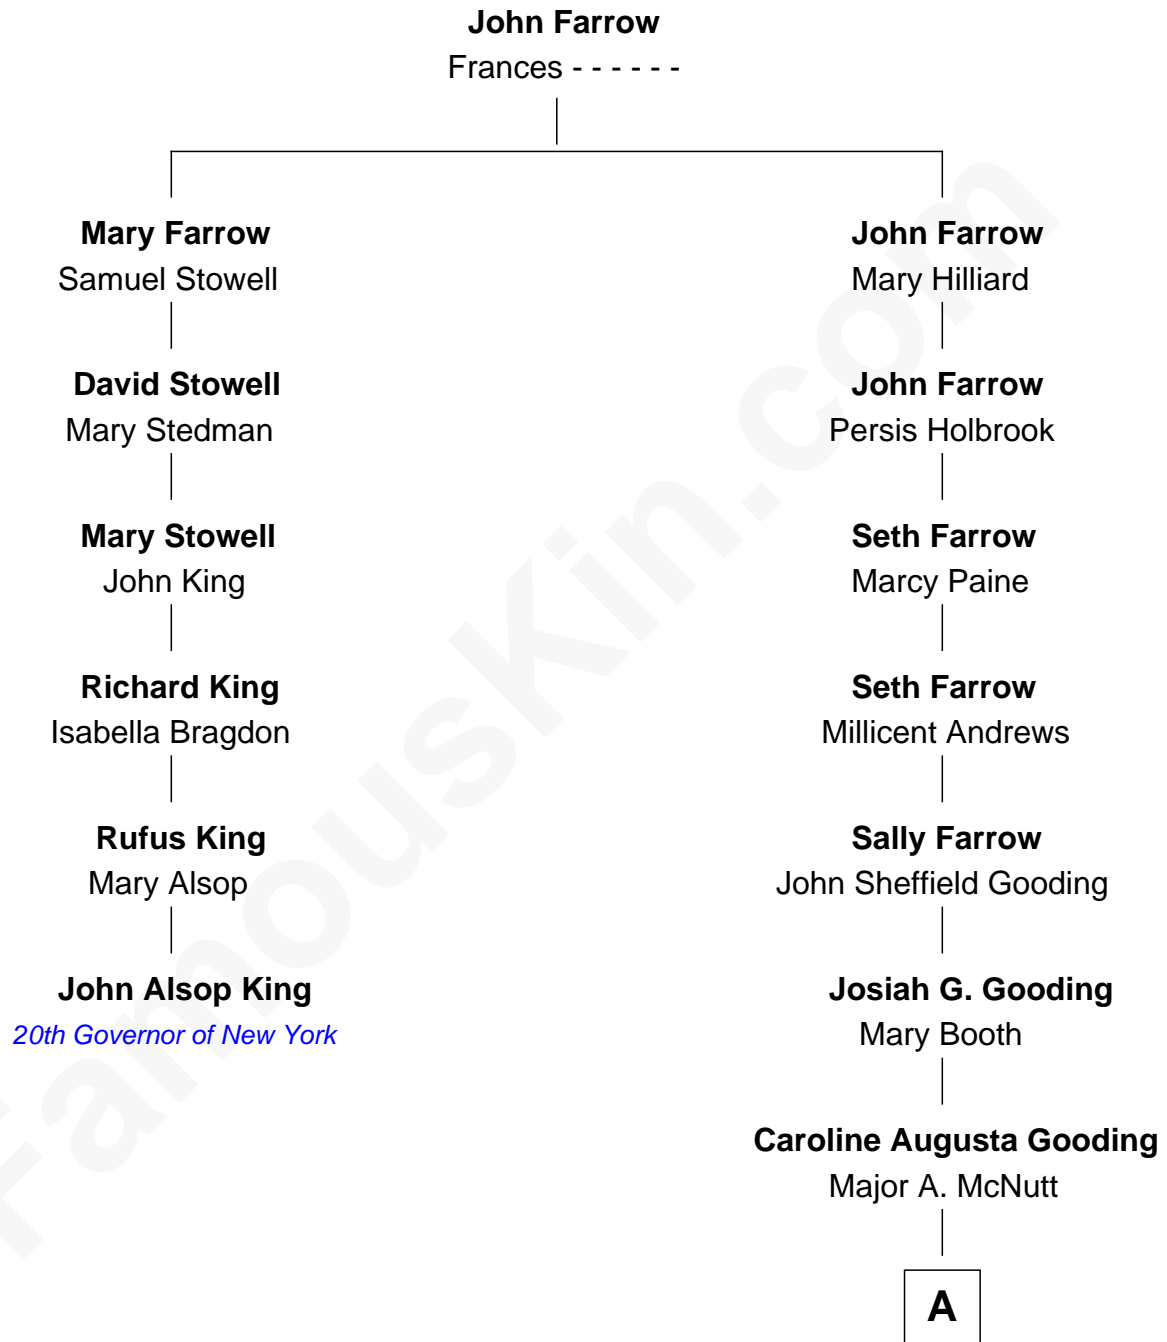 John Farrow
Frances - - - - - -
Mary Farrow
Samuel Stowell
John Farrow
Mary Hilliard
David Stowell
Mary Stedman
John Farrow
Persis Holbrook
Mary Stowell
John King
Seth Farrow
Marcy Paine
Richard King
Isabella Bragdon
Seth Farrow
Millicent Andrews
Rufus King
Mary Alsop
Sally Farrow
John Sheffield Gooding
John Alsop King
20th Governor of New York
Josiah G. Gooding
Mary Booth
Caroline Augusta Gooding
Major A. McNutt
A
FamousKin.com